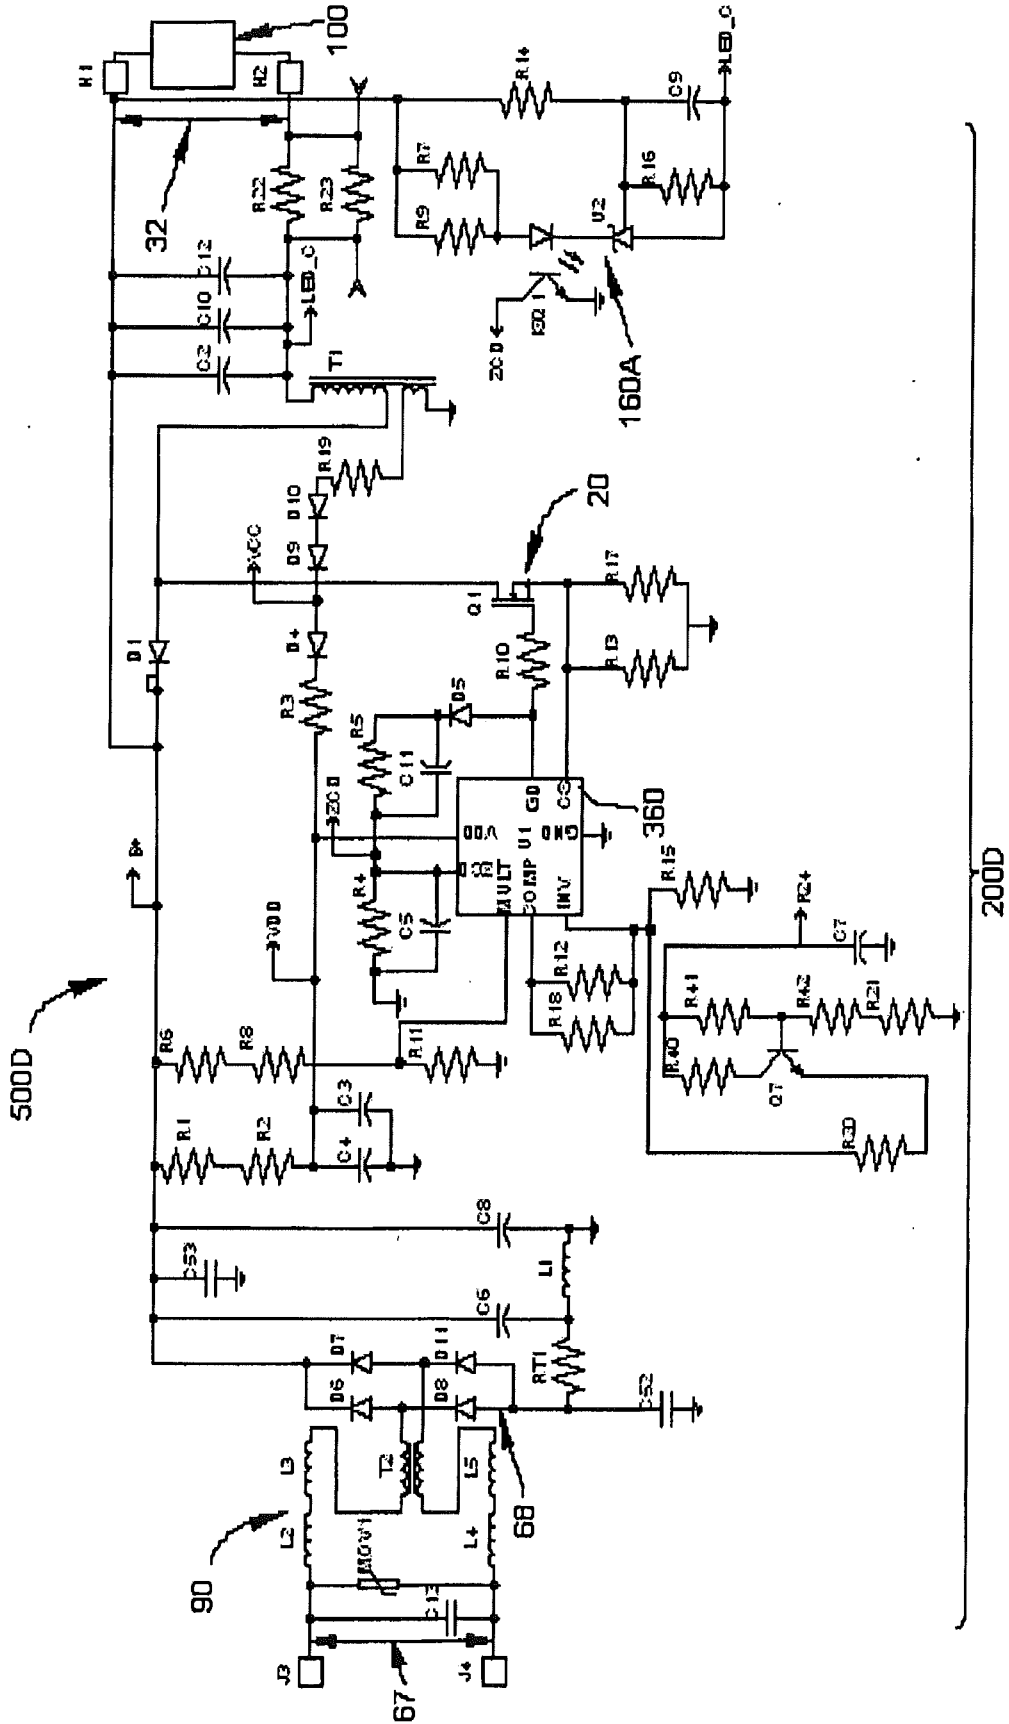 500D
90
67
68
J3
J4
C13
MOV1
L2
L3
L4
L5
T2
D6
D7
D8
D11
RT1
C52
C6
L1
C8
C53
R1
R2
C4
C3
R6
R8
R11
VDD
B+
R4
C5
ZCD
R5
C11
D5
MULT
COMP
INV
VDD
U1
GND
GD
CS
360
R18
R12
R15
R24
C7
R41
R40
R42
R21
Q7
R30
D1
R3
D4
VCC
D9
D10
R19
R10
Q1
20
R13
R17
T1
C2
C10
C12
LED_C
32
R22
R23
H1
H2
100
R9
R7
R14
R16
C9
LED_C
U2
ISO1
ZCD
160A
200D